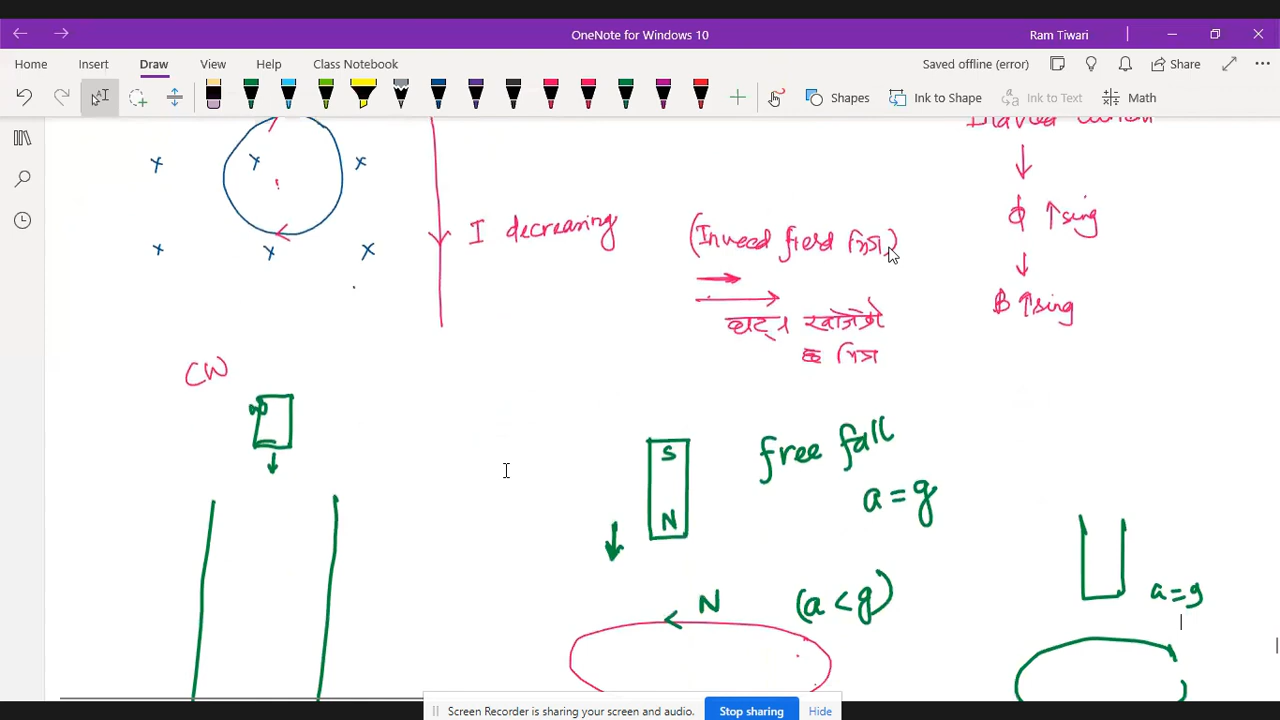 OneNote for Windows 10
Ram Tiwari
Home Insert Draw View Help Class Notebook
Saved offline (error)
Share
Shapes
Ink to Shape
Ink to Text
Math
x x x
x x x
I decreasing
φ ↑sing
B ↑sing
CW
S
N
free fall
a = g
N
(a < g)
a = g
Screen Recorder is sharing your screen and audio.
Stop sharing
Hide